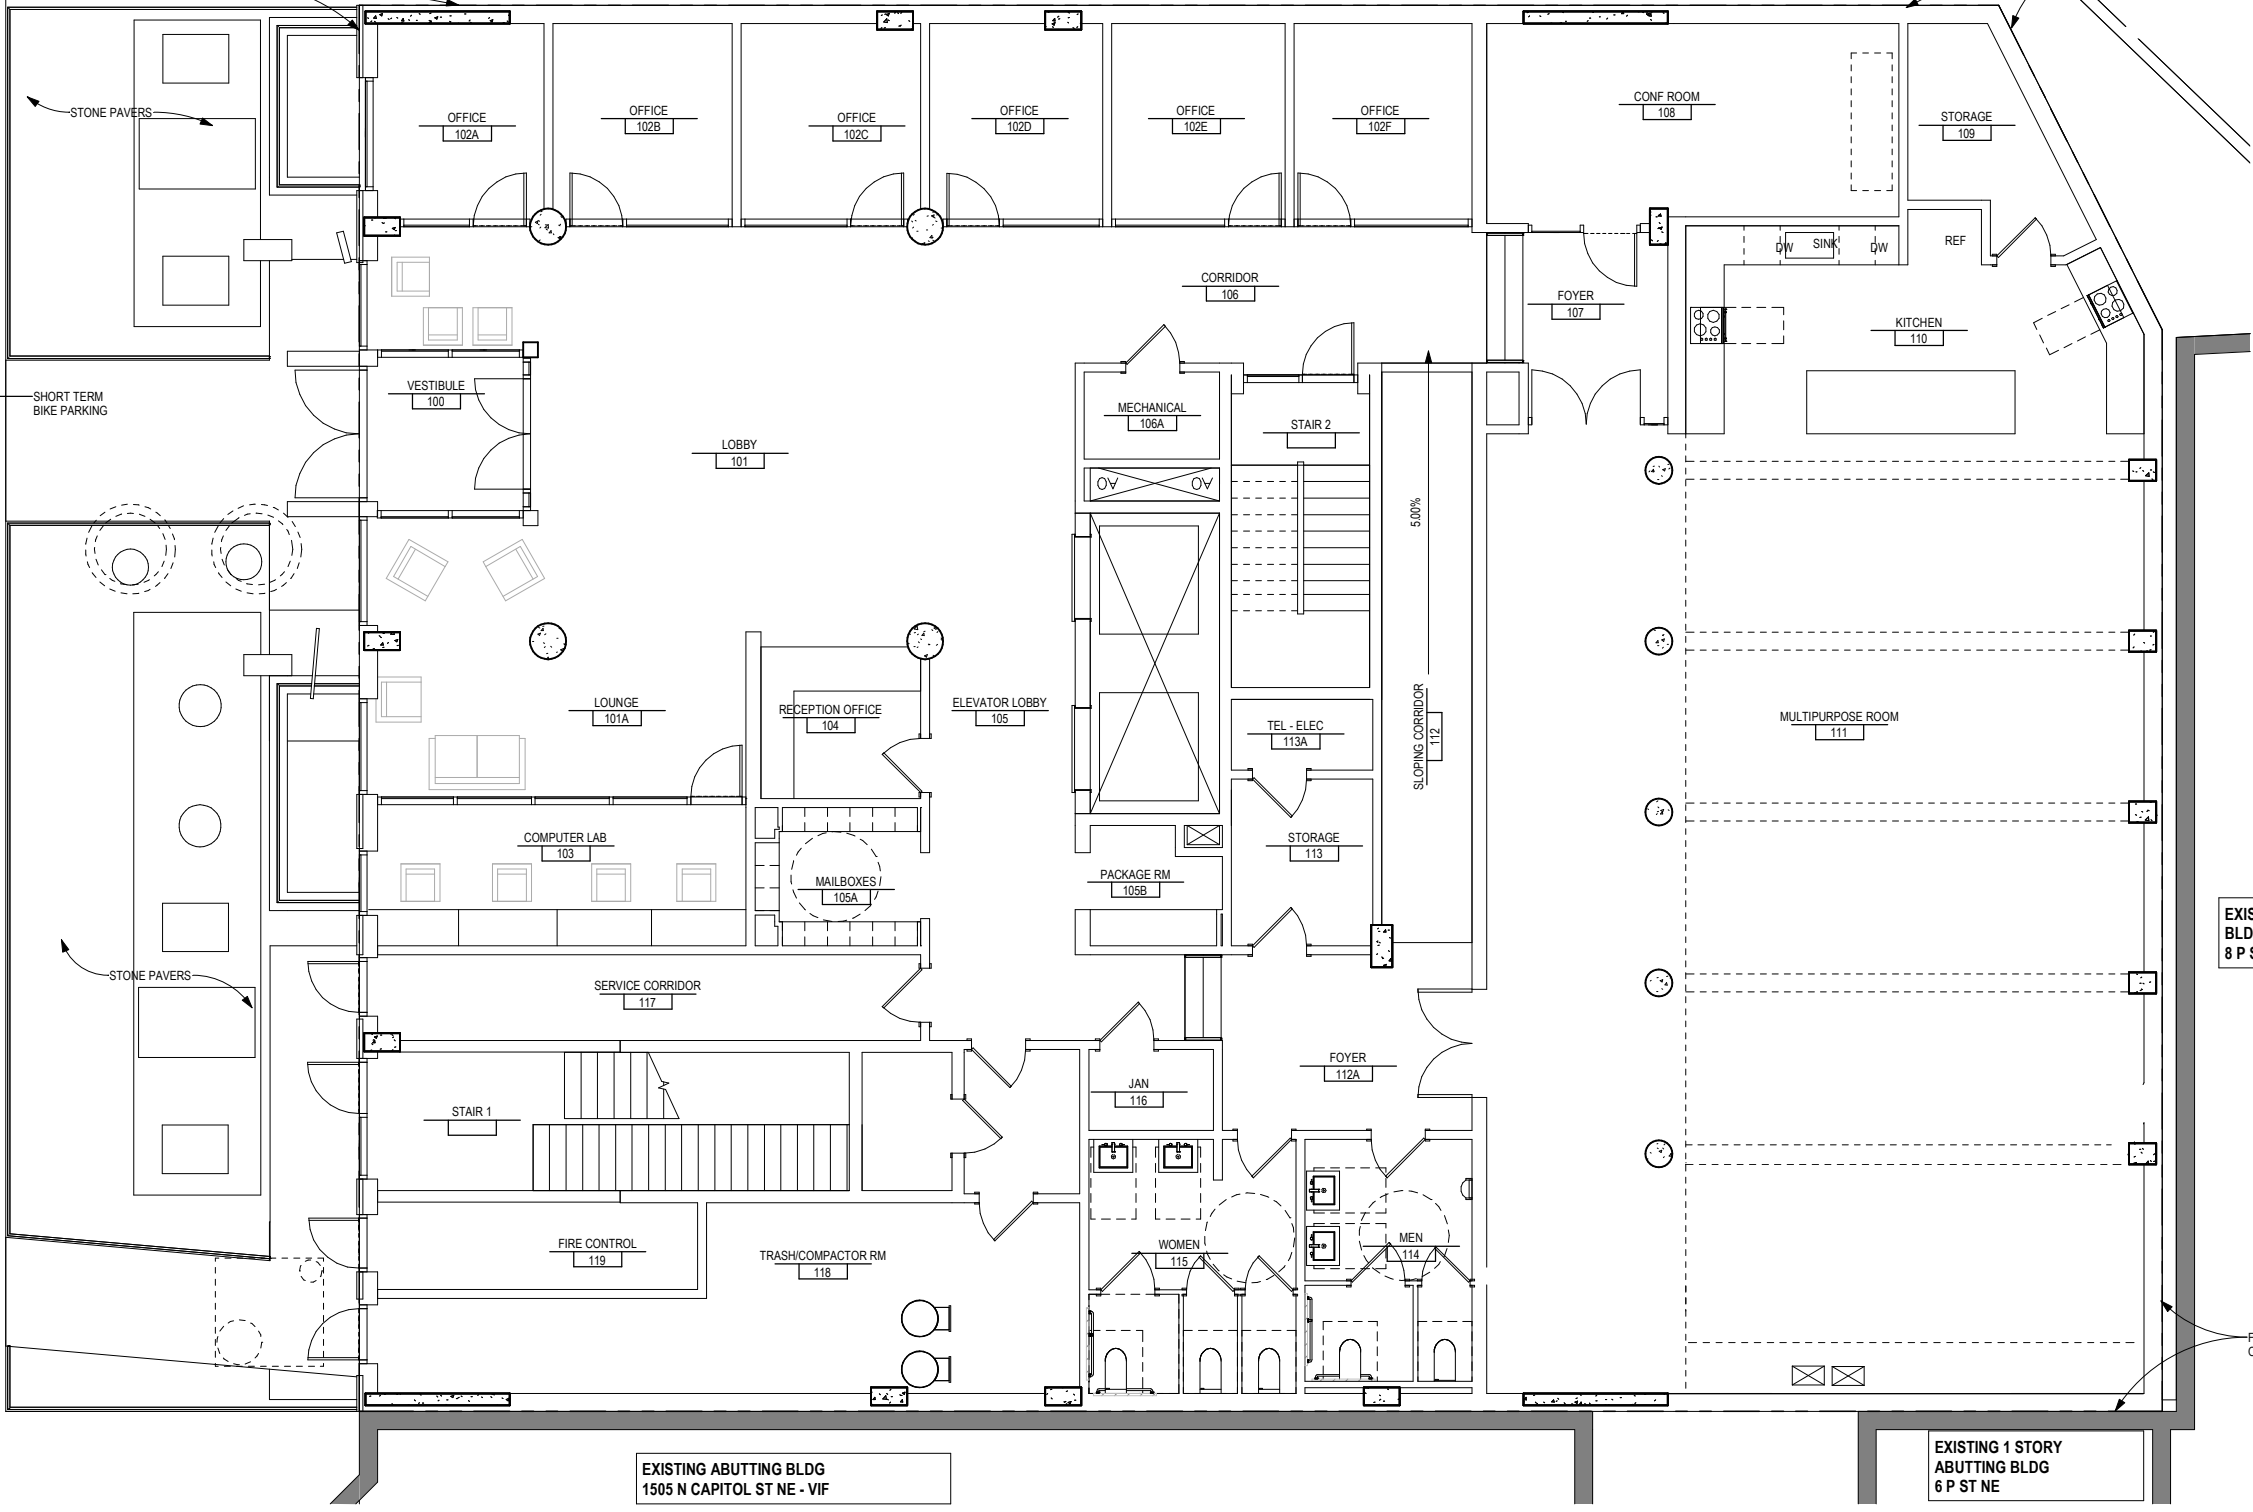 STONE PAVERS
OFFICE
102A
OFFICE
102B
OFFICE
102C
OFFICE
102D
OFFICE
102E
OFFICE
102F
CONF ROOM
108
STORAGE
109
CORRIDOR
106
FOYER
107
DW
SINK
DW
REF
KITCHEN
110
SHORT TERM
BIKE PARKING
VESTIBULE
100
LOBBY
101
MECHANICAL
106A
STAIR 2
AO
AO
5.00%
SLOPING CORRIDOR
112
LOUNGE
101A
RECEPTION OFFICE
104
ELEVATOR LOBBY
105
TEL - ELEC
113A
MULTIPURPOSE ROOM
111
COMPUTER LAB
103
MAILBOXES /
105A
PACKAGE RM
105B
STORAGE
113
STONE PAVERS
SERVICE CORRIDOR
117
FOYER
112A
JAN
116
STAIR 1
FIRE CONTROL
119
TRASH/COMPACTOR RM
118
WOMEN
115
MEN
114
8 P
EXISTING ABUTTING BLDG
1505 N CAPITOL ST NE - VIF
EXISTING 1 STORY
ABUTTING BLDG
6 P ST NE